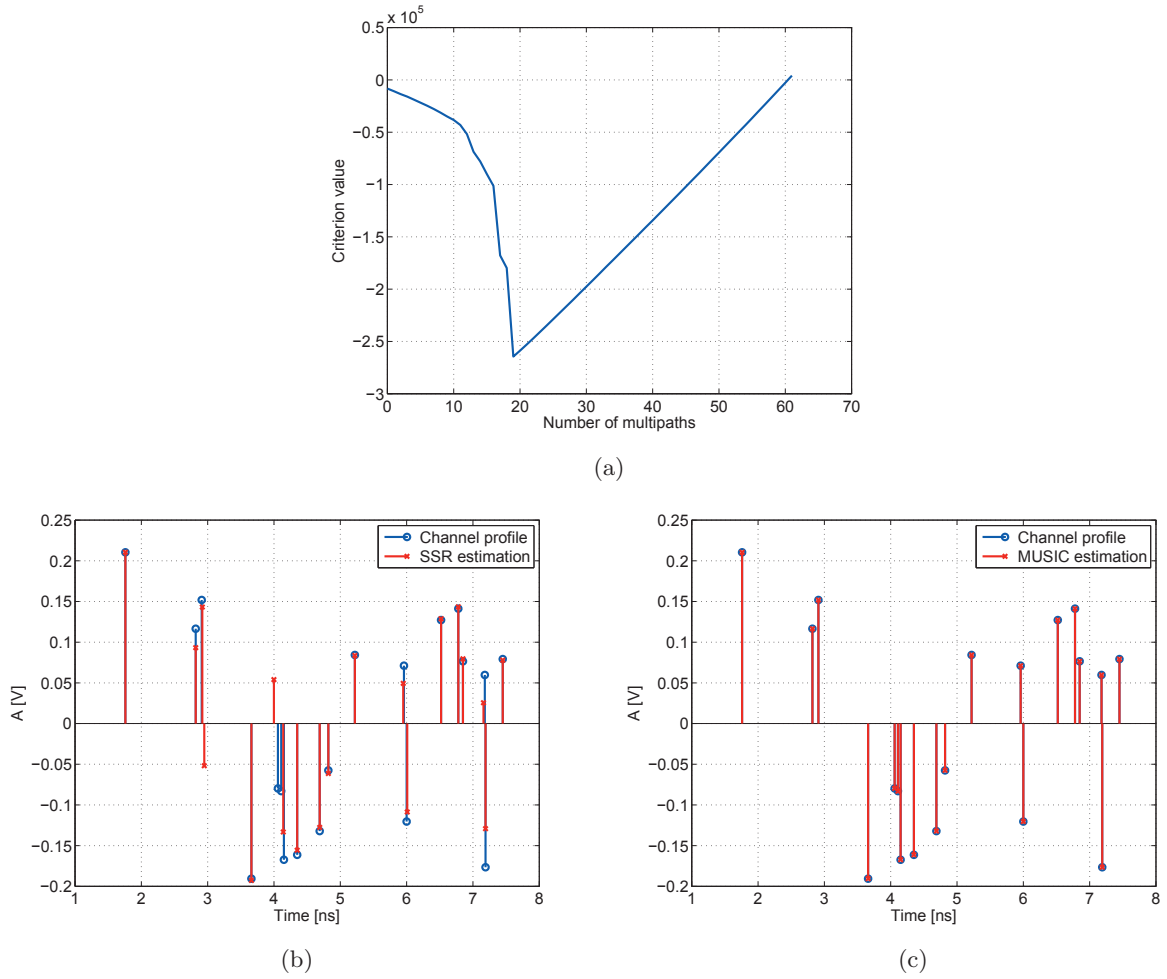 × 10⁵
0.5
0
−0.5
−1
−1.5
−2
−2.5
−3
0 10 20 30 40 50 60 70
Criterion value
Number of multipaths
(a)
0.25
0.2
0.15
0.1
0.05
0
−0.05
−0.1
−0.15
−0.2
1 2 3 4 5 6 7 8
A [V]
Time [ns]
Channel profile
SSR estimation
(b)
0.25
0.2
0.15
0.1
0.05
0
−0.05
−0.1
−0.15
−0.2
1 2 3 4 5 6 7 8
A [V]
Time [ns]
Channel profile
MUSIC estimation
(c)